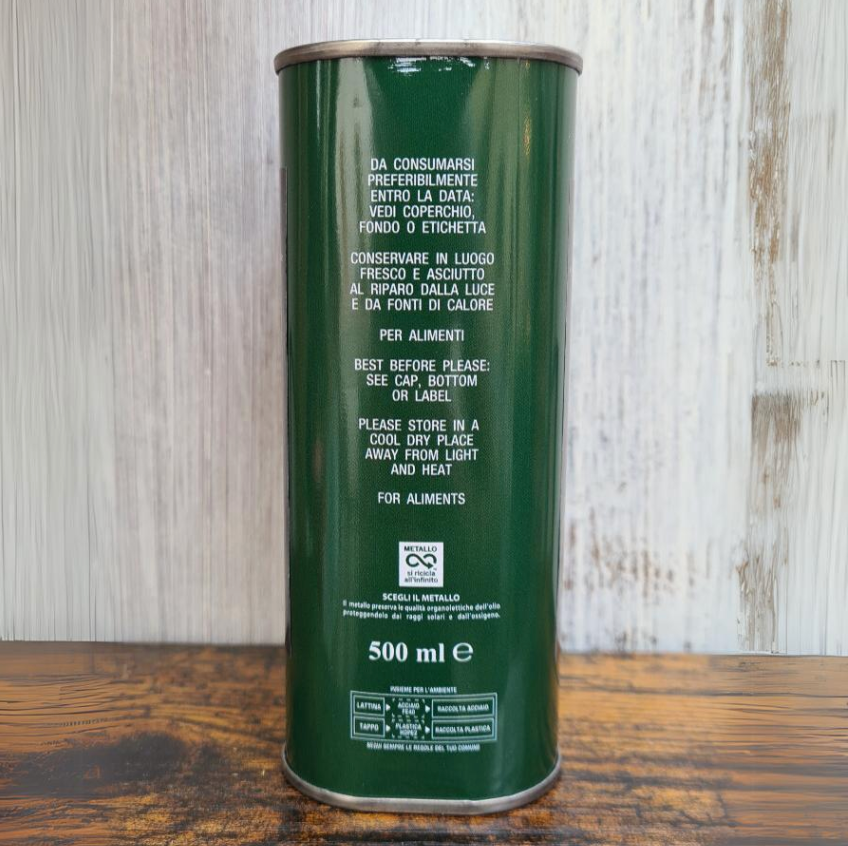 DA CONSUMARSI
PREFERIBILMENTE
ENTRO LA DATA:
VEDI COPERCHIO,
FONDO O ETICHETTA
CONSERVARE IN LUOGO
FRESCO E ASCIUTTO
AL RIPARO DALLA LUCE
E DA FONTI DI CALORE
PER ALIMENTI
BEST BEFORE PLEASE:
SEE CAP, BOTTOM
OR LABEL
PLEASE STORE IN A
COOL DRY PLACE
AWAY FROM LIGHT
AND HEAT
FOR ALIMENTS
METALLO
si ricicla
all'infinito
SCEGLI IL METALLO
Il metallo preserva le qualità organolettiche dell'olio
proteggendolo dai raggi solari e dall'ossigeno.
500 ml ℮
INSIEME PER L'AMBIENTE
LATTINA ACCIAIO FE40 RACCOLTA ACCIAIO
TAPPO PLASTICA HDPE2 RACCOLTA PLASTICA
SEGUI SEMPRE LE REGOLE DEL TUO COMUNE